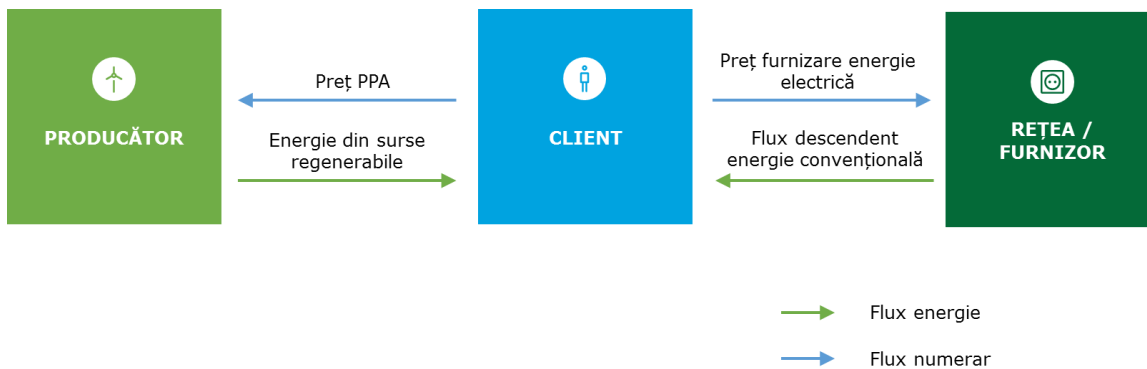 PRODUCĂTOR
Preț PPA
Energie din surse
regenerabile
CLIENT
Preț furnizare energie
electrică
Flux descendent
energie convențională
REȚEA /
FURNIZOR
Flux energie
Flux numerar